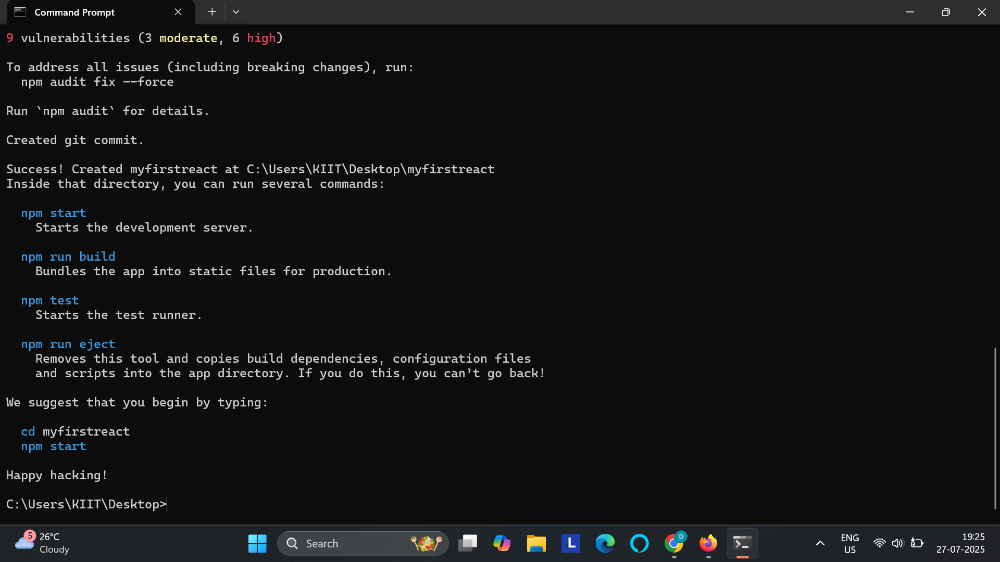 Command Prompt
9 vulnerabilities (3 moderate, 6 high)
To address all issues (including breaking changes), run:
npm audit fix --force
Run `npm audit` for details.
Created git commit.
Success! Created myfirstreact at C:\Users\KIIT\Desktop\myfirstreact
Inside that directory, you can run several commands:
npm start
Starts the development server.
npm run build
Bundles the app into static files for production.
npm test
Starts the test runner.
npm run eject
Removes this tool and copies build dependencies, configuration files
and scripts into the app directory. If you do this, you can’t go back!
We suggest that you begin by typing:
cd myfirstreact
npm start
Happy hacking!
C:\Users\KIIT\Desktop>
5
26°C
Cloudy
Search
L
D
ENG
US
19:25
27-07-2025